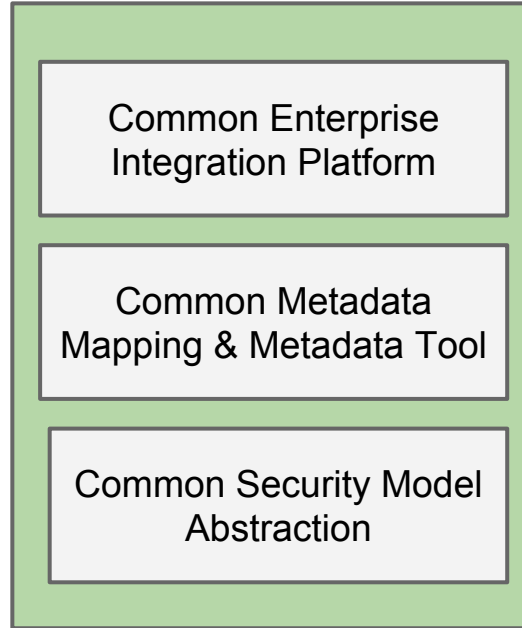 Common Enterprise
Integration Platform
Common Metadata
Mapping & Metadata Tool
Common Security Model
Abstraction